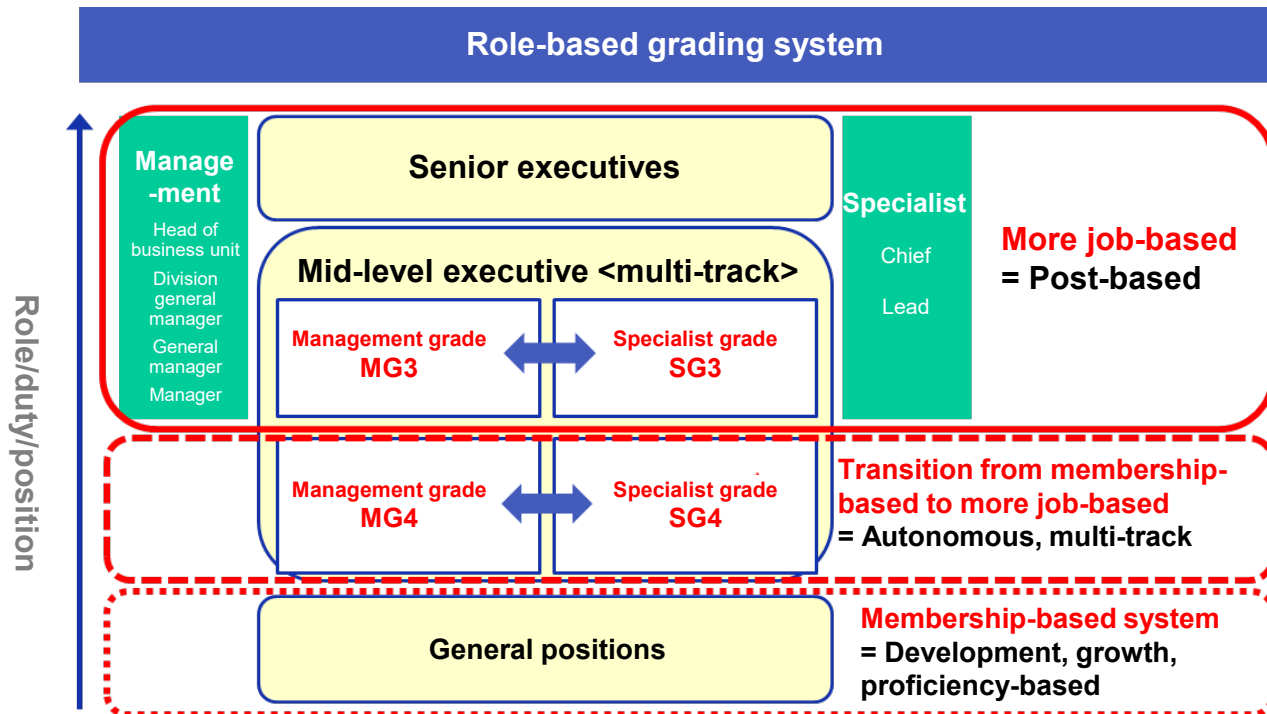 Role-based grading system
Role/duty/position
Manage
-ment
Head of
business unit
Division
general
manager
General
manager
Manager
Senior executives
Mid-level executive <multi-track>
Management grade
MG3
Specialist grade
SG3
Management grade
MG4
Specialist grade
SG4
General positions
Specialist
Chief
Lead
More job-based
= Post-based
Transition from membership-
based to more job-based
= Autonomous, multi-track
Membership-based system
= Development, growth,
proficiency-based